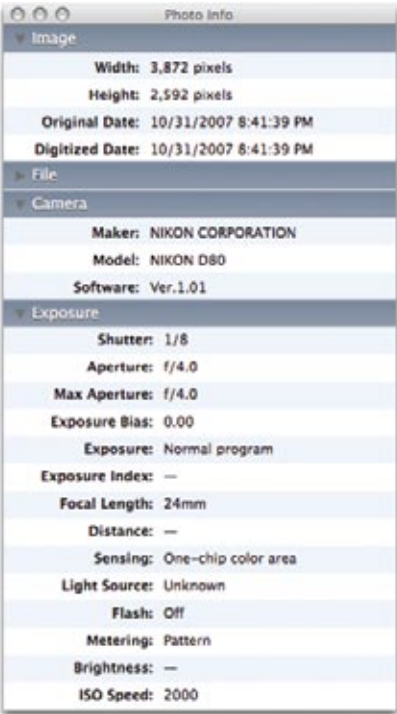 Photo Info
Image
Width: 3,872 pixels
Height: 2,592 pixels
Original Date: 10/31/2007 8:41:39 PM
Digitized Date: 10/31/2007 8:41:39 PM
File
Camera
Maker: NIKON CORPORATION
Model: NIKON D80
Software: Ver.1.01
Exposure
Shutter: 1/8
Aperture: f/4.0
Max Aperture: f/4.0
Exposure Bias: 0.00
Exposure: Normal program
Exposure Index: —
Focal Length: 24mm
Distance: —
Sensing: One-chip color area
Light Source: Unknown
Flash: Off
Metering: Pattern
Brightness: —
ISO Speed: 2000